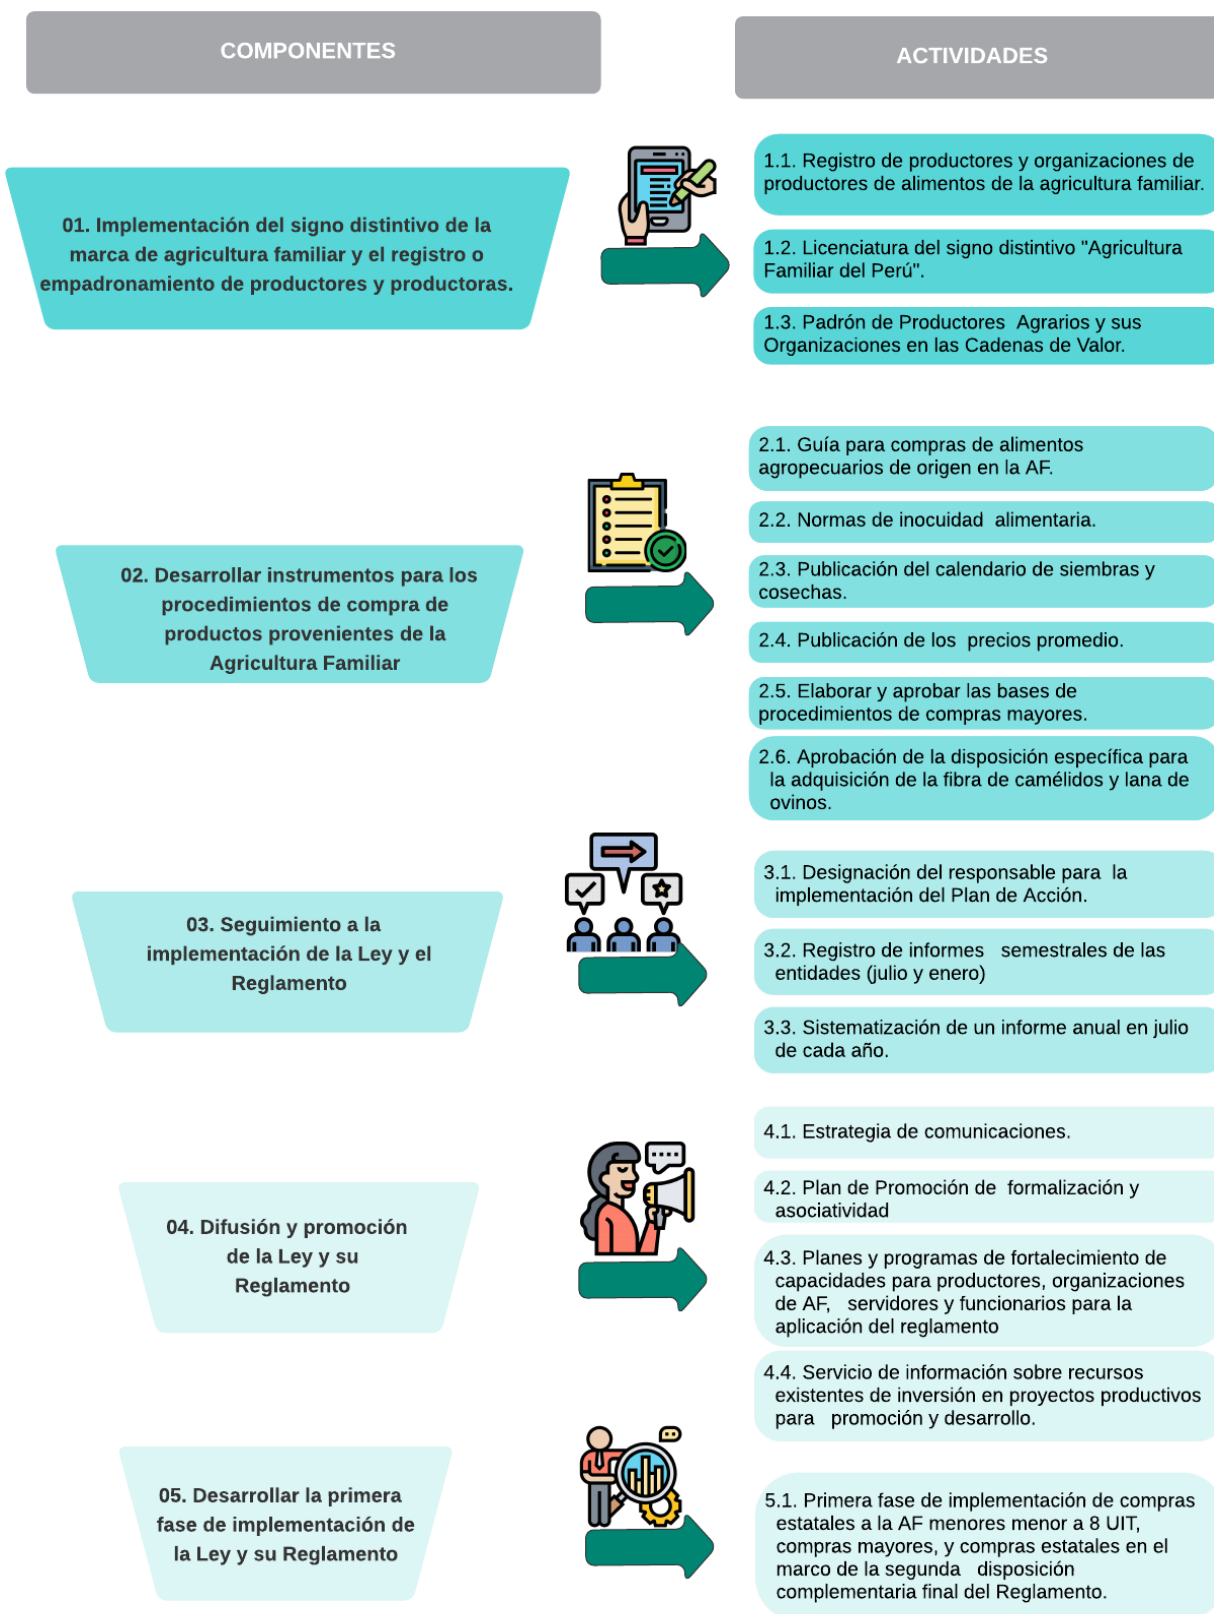 COMPONENTES
ACTIVIDADES
01. Implementación del signo distintivo de la
marca de agricultura familiar y el registro o
empadronamiento de productores y productoras.
1.1. Registro de productores y organizaciones de
productores de alimentos de la agricultura familiar.
1.2. Licenciatura del signo distintivo "Agricultura
Familiar del Perú".
1.3. Padrón de Productores Agrarios y sus
Organizaciones en las Cadenas de Valor.
02. Desarrollar instrumentos para los
procedimientos de compra de
productos provenientes de la
Agricultura Familiar
2.1. Guía para compras de alimentos
agropecuarios de origen en la AF.
2.2. Normas de inocuidad alimentaria.
2.3. Publicación del calendario de siembras y
cosechas.
2.4. Publicación de los precios promedio.
2.5. Elaborar y aprobar las bases de
procedimientos de compras mayores.
2.6. Aprobación de la disposición específica para
la adquisición de la fibra de camélidos y lana de
ovinos.
03. Seguimiento a la
implementación de la Ley y el
Reglamento
3.1. Designación del responsable para la
implementación del Plan de Acción.
3.2. Registro de informes semestrales de las
entidades (julio y enero)
3.3. Sistematización de un informe anual en julio
de cada año.
04. Difusión y promoción
de la Ley y su
Reglamento
4.1. Estrategia de comunicaciones.
4.2. Plan de Promoción de formalización y
asociatividad
4.3. Planes y programas de fortalecimiento de
capacidades para productores, organizaciones
de AF, servidores y funcionarios para la
aplicación del reglamento
4.4. Servicio de información sobre recursos
existentes de inversión en proyectos productivos
para promoción y desarrollo.
05. Desarrollar la primera
fase de implementación de
la Ley y su Reglamento
5.1. Primera fase de implementación de compras
estatales a la AF menores menor a 8 UIT,
compras mayores, y compras estatales en el
marco de la segunda disposición
complementaria final del Reglamento.